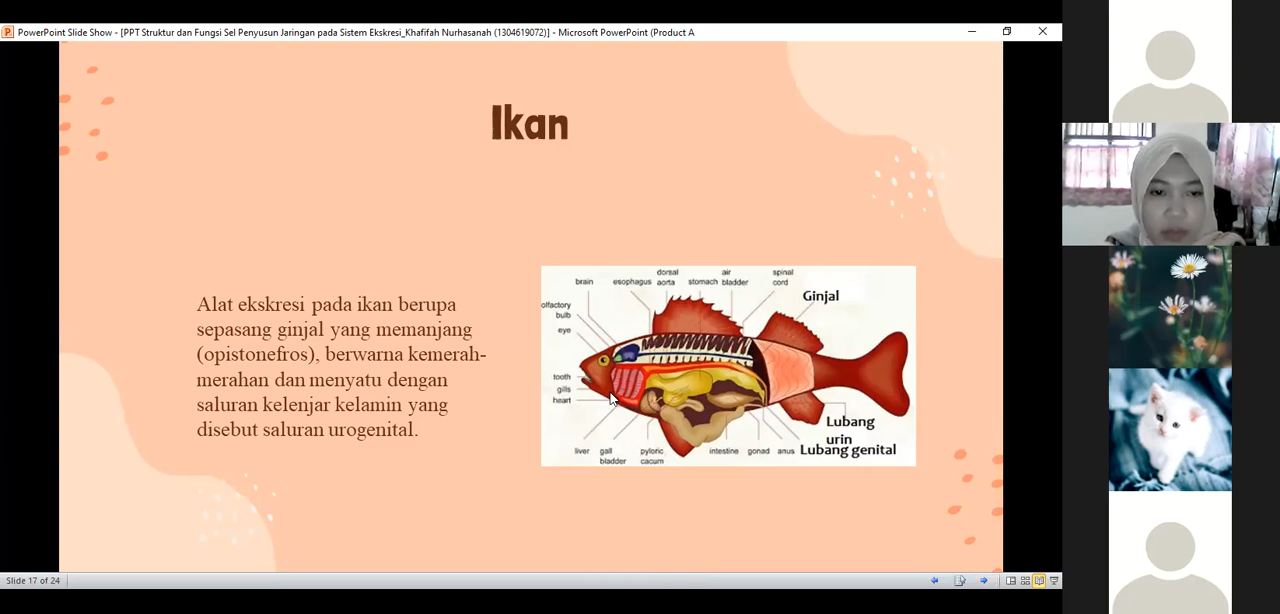 PowerPoint Slide Show - [PPT Struktur dan Fungsi Sel Penyusun Jaringan pada Sistem Ekskresi_Khafifah Nurhasanah (1304619072)] - Microsoft PowerPoint (Product A
Ikan
Alat ekskresi pada ikan berupa
sepasang ginjal yang memanjang
(opistonefros), berwarna kemerah-
merahan dan menyatu dengan
saluran kelenjar kelamin yang
disebut saluran urogenital.
brain
esophagus
dorsal
aorta
stomach
air
bladder
spinal
cord
Ginjal
olfactory
bulb
eye
tooth
gills
heart
liver
gall
bladder
pyloric
cacum
intestine
gonad
anus
Lubang
urin
Lubang genital
Slide 17 of 24